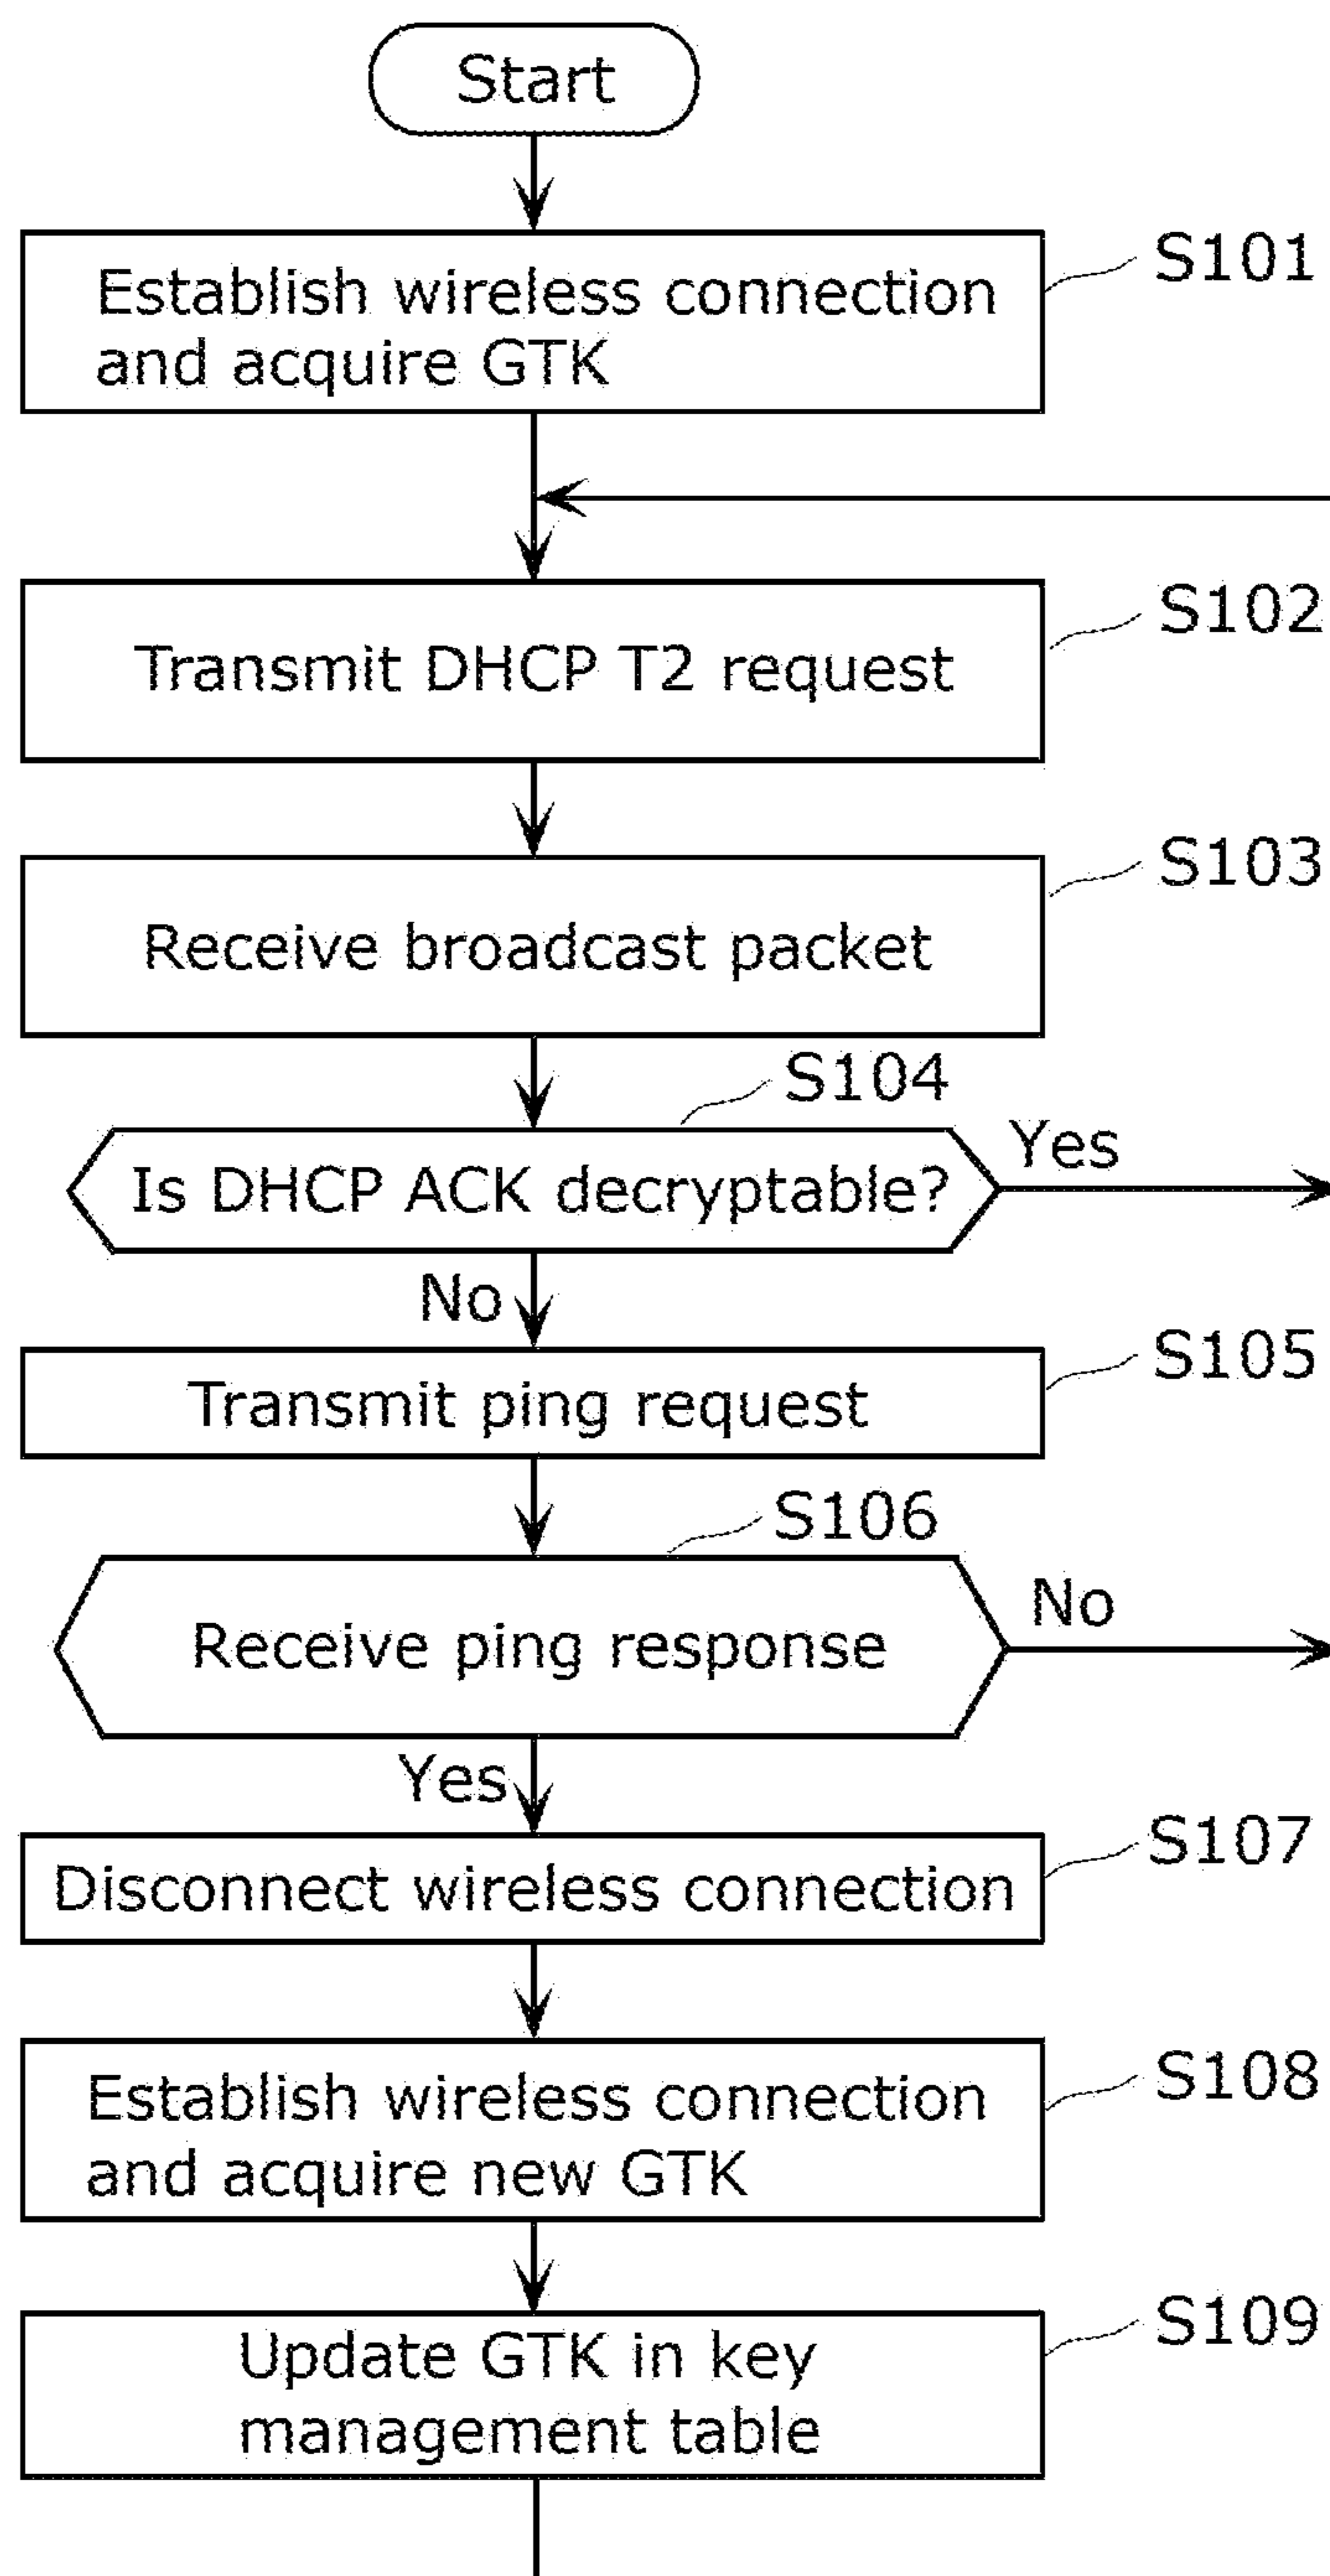 Start
S101
Establish wireless connection
and acquire GTK
S102
Transmit DHCP T2 request
S103
Receive broadcast packet
S104
Is DHCP ACK decryptable?
Yes
No
S105
Transmit ping request
S106
Receive ping response
No
Yes
S107
Disconnect wireless connection
S108
Establish wireless connection
and acquire new GTK
S109
Update GTK in key
management table